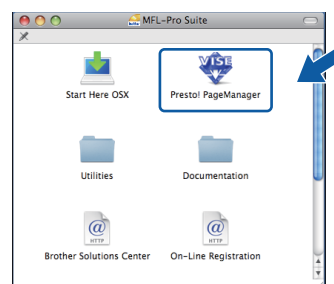 MFL-Pro Suite
VISE
Start Here OSX
Presto! PageManager
Utilities
Documentation
@
HTTP
@
HTTP
Brother Solutions Center
On-Line Registration